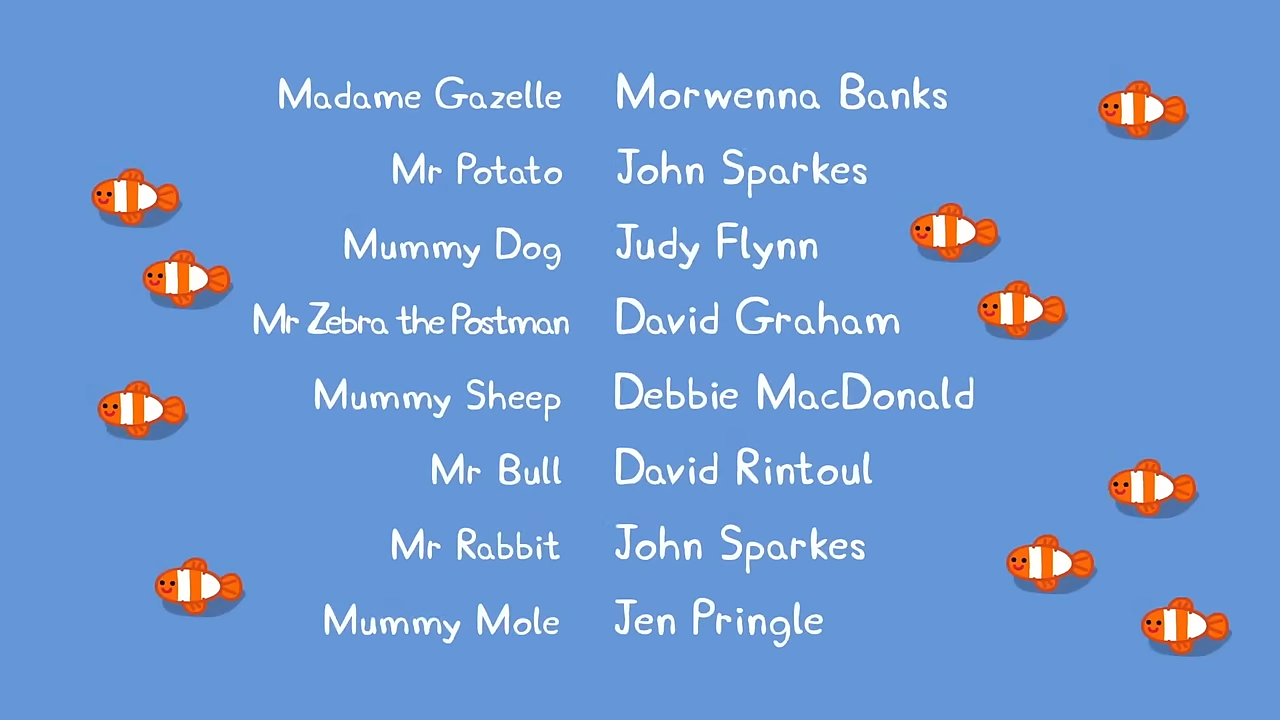 Madame Gazelle Morwenna Banks
Mr Potato John Sparkes
Mummy Dog Judy Flynn
Mr Zebra the Postman David Graham
Mummy Sheep Debbie MacDonald
Mr Bull David Rintoul
Mr Rabbit John Sparkes
Mummy Mole Jen Pringle